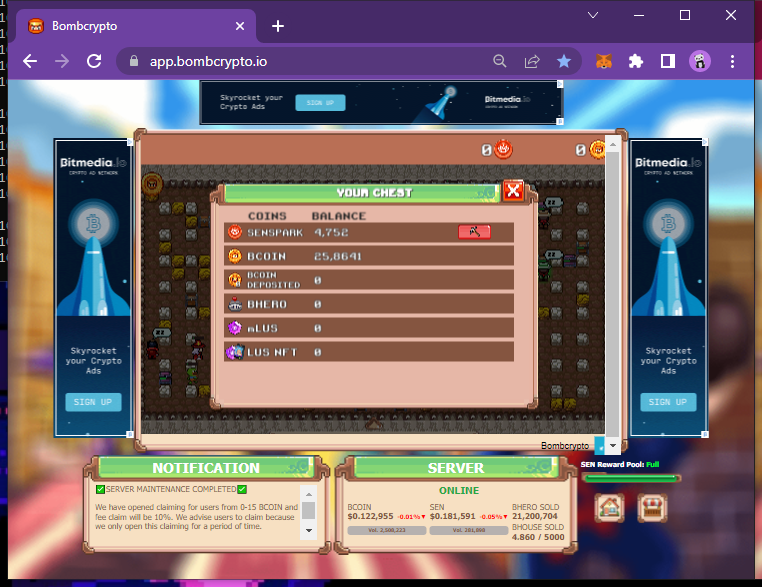 Bombcrypto
app.bombcrypto.io
Skyrocket your
Crypto Ads
SIGN UP
Bitmedia.io
0
0
Bitmedia.io
CRYPTO AD NETWORK
Skyrocket
your Crypto
Ads
SIGN UP
YOUR CHEST
COINS BALANCE
SENSPARK 4,752
BCOIN 25,8641
BCOIN
DEPOSITED 0
BHERO 0
mLUS 0
LUS NFT 0
Bitmedia.io
CRYPTO AD NETWORK
Skyrocket
your Crypto
Ads
SIGN UP
Bombcrypto
NOTIFICATION
✅SERVER MAINTENANCE COMPLETED✅
We have opened claiming for users from 0-15 BCOIN and
fee claim will be 10%. We advise users to claim because
we only open this claiming for a period of time.
SERVER
ONLINE
BCOIN
$0.122,955 -0.01%▼
Vol. 2,508,223
SEN
$0.181,591 -0.05%▼
Vol. 201,898
BHERO SOLD
21,200,704
BHOUSE SOLD
4.860 / 5000
SEN Reward Pool: Full